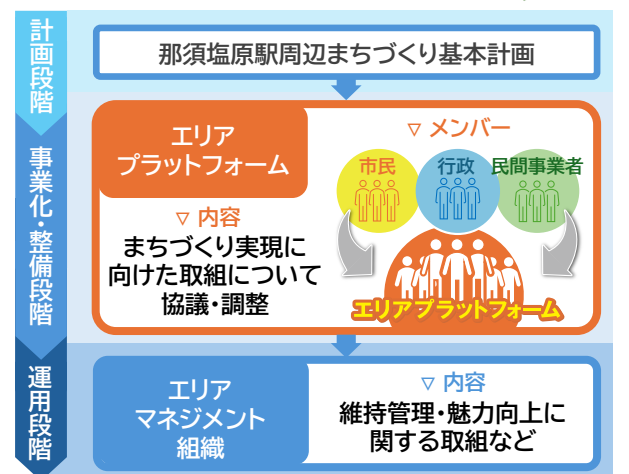 計画段階
那須塩原駅周辺まちづくり基本計画
事業化・整備段階
エリア
プラットフォーム
▽ 内容
まちづくり実現に
向けた取組について
協議・調整
▽ メンバー
市民
行政
民間事業者
エリアプラットフォーム
運用段階
エリア
マネジメント
組織
▽ 内容
維持管理・魅力向上に
関する取組など